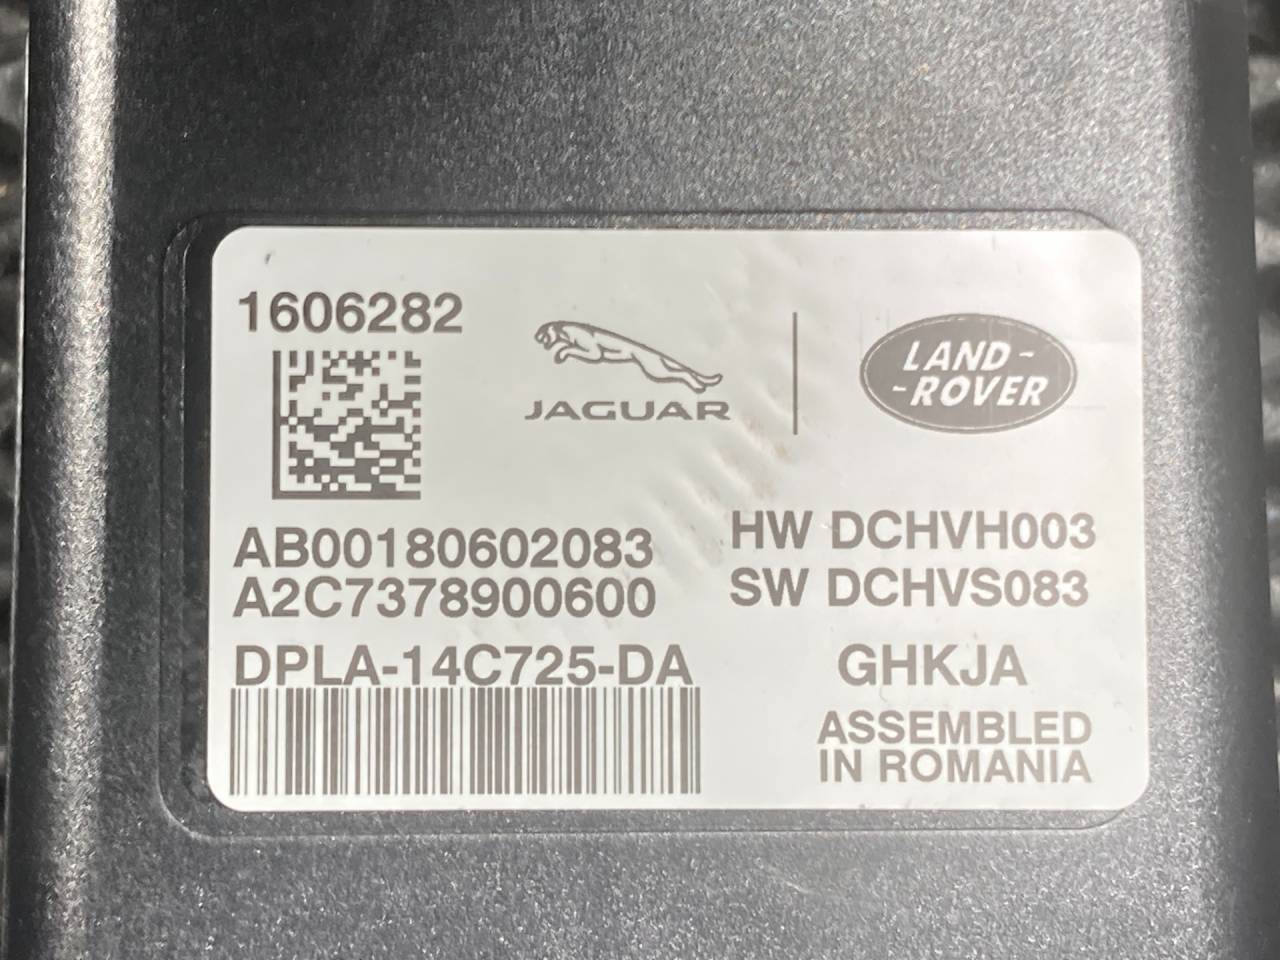 1606282
JAGUAR
LAND-
-ROVER
AB00180602083
A2C7378900600
HW DCHVH003
SW DCHVS083
DPLA-14C725-DA
GHKJA
ASSEMBLED
IN ROMANIA